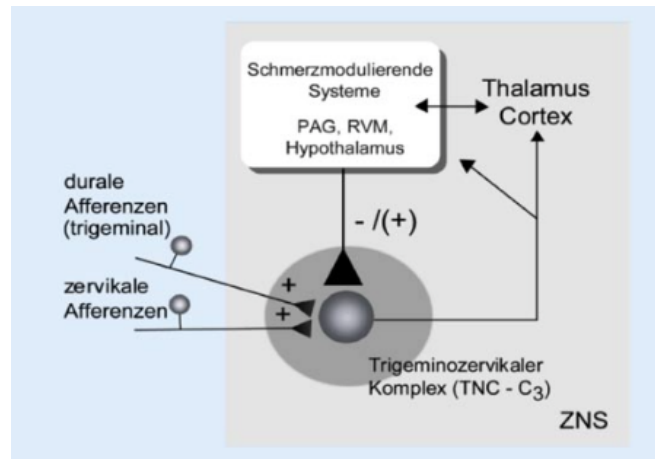 Schmerzmodulierende
Systeme
PAG, RVM,
Hypothalamus
Thalamus
Cortex
durale
Afferenzen
(trigeminal)
- /(+)
zervikale
Afferenzen
+
+
Trigeminozervikaler
Komplex (TNC - C₃)
ZNS